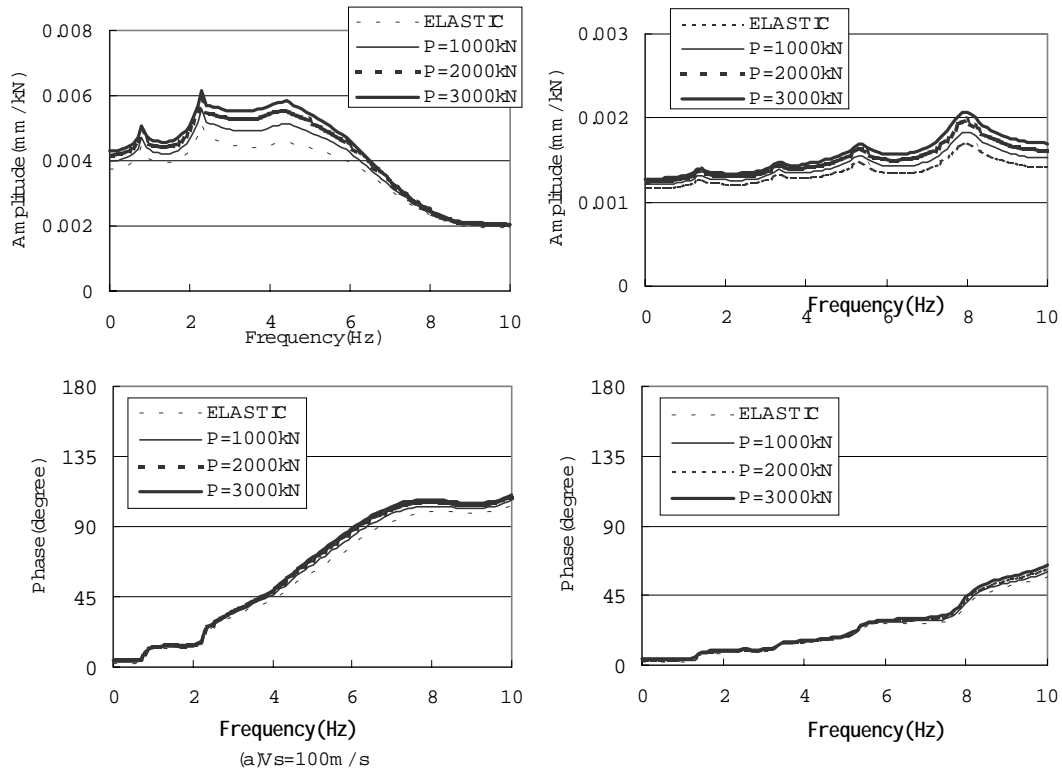 0.008
0.006
0.004
0.002
0
Amplitude(mm/kN)
ELASTIC
P=1000kN
P=2000kN
P=3000kN
0 2 4 6 8 10
Frequency(Hz)
0.003
0.002
0.001
0
Amplitude(mm/kN)
ELASTIC
P=1000kN
P=2000kN
P=3000kN
0 2 4 6 8 10
Frequency(Hz)
180
135
90
45
0
Phase(degree)
ELASTIC
P=1000kN
P=2000kN
P=3000kN
0 2 4 6 8 10
Frequency(Hz)
(a)Vs=100m/s
180
135
90
45
0
Phase(degree)
ELASTIC
P=1000kN
P=2000kN
P=3000kN
0 2 4 6 8 10
Frequency(Hz)